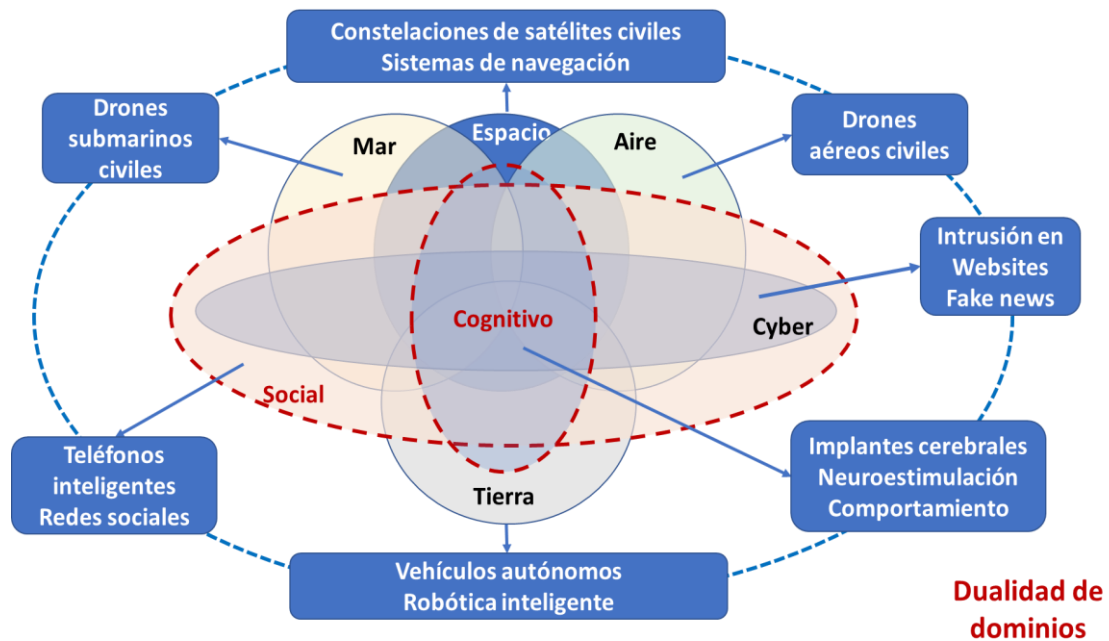 Constelaciones de satélites civiles
Sistemas de navegación
Drones
submarinos
civiles
Mar
Espacio
Aire
Drones
aéreos civiles
Intrusión en
Websites
Fake news
Cognitivo
Cyber
Social
Teléfonos
inteligentes
Redes sociales
Tierra
Implantes cerebrales
Neuroestimulación
Comportamiento
Vehículos autónomos
Robótica inteligente
Dualidad de
dominios